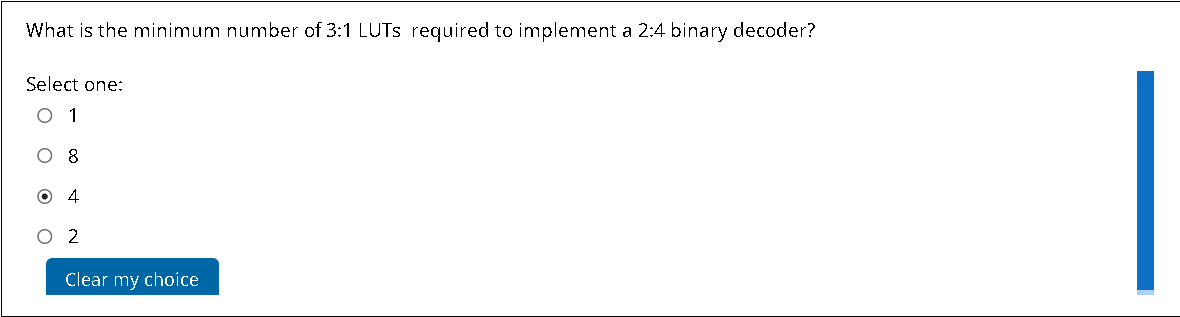 What is the minimum number of 3:1 LUTs required to implement a 2:4 binary decoder?
Select one:
1
8
4
2
Clear my choice